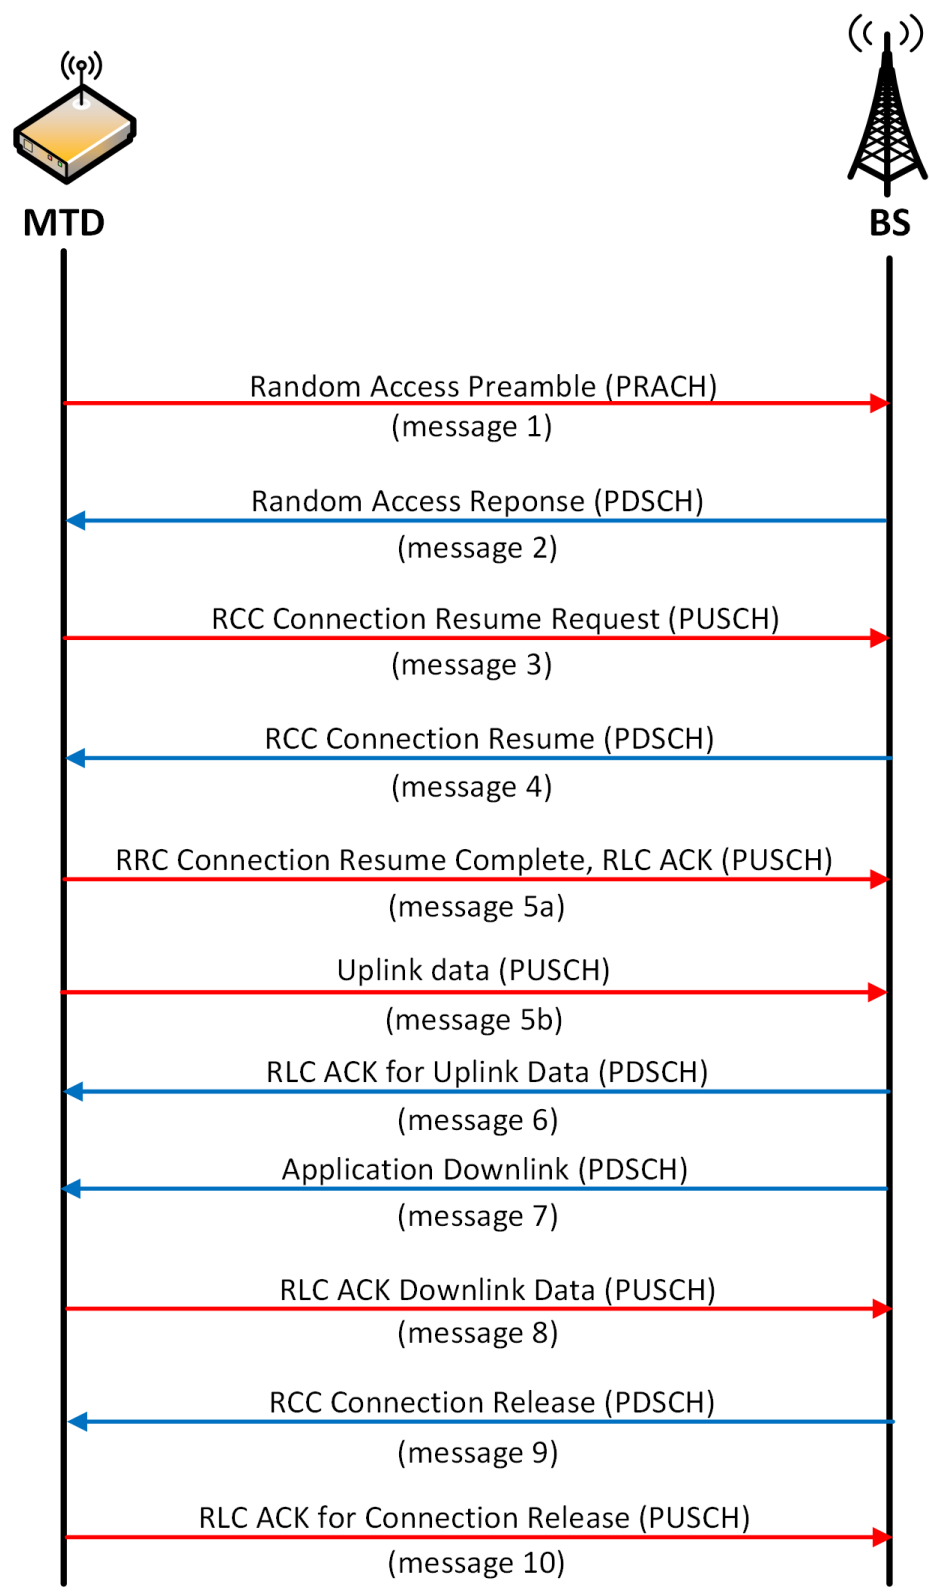 MTD
BS
Random Access Preamble (PRACH)
(message 1)
Random Access Reponse (PDSCH)
(message 2)
RCC Connection Resume Request (PUSCH)
(message 3)
RCC Connection Resume (PDSCH)
(message 4)
RRC Connection Resume Complete, RLC ACK (PUSCH)
(message 5a)
Uplink data (PUSCH)
(message 5b)
RLC ACK for Uplink Data (PDSCH)
(message 6)
Application Downlink (PDSCH)
(message 7)
RLC ACK Downlink Data (PUSCH)
(message 8)
RCC Connection Release (PDSCH)
(message 9)
RLC ACK for Connection Release (PUSCH)
(message 10)